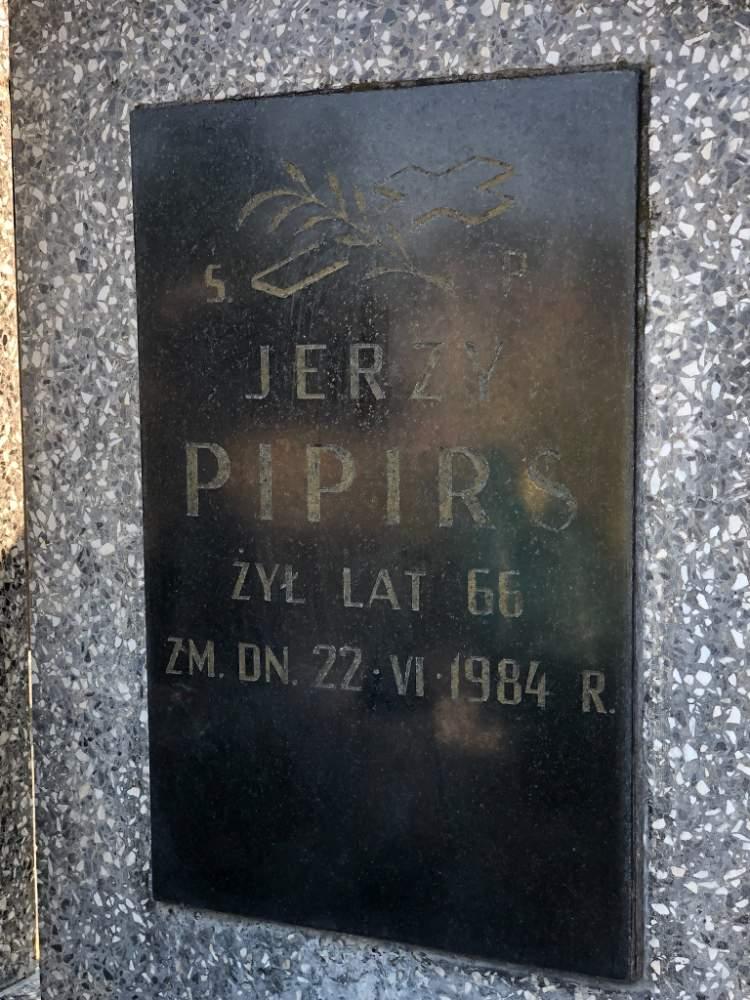 Ś. P.
JERZY
PIPIRS
ŻYŁ LAT 66
ZM. DN. 22·VI·1984 R.